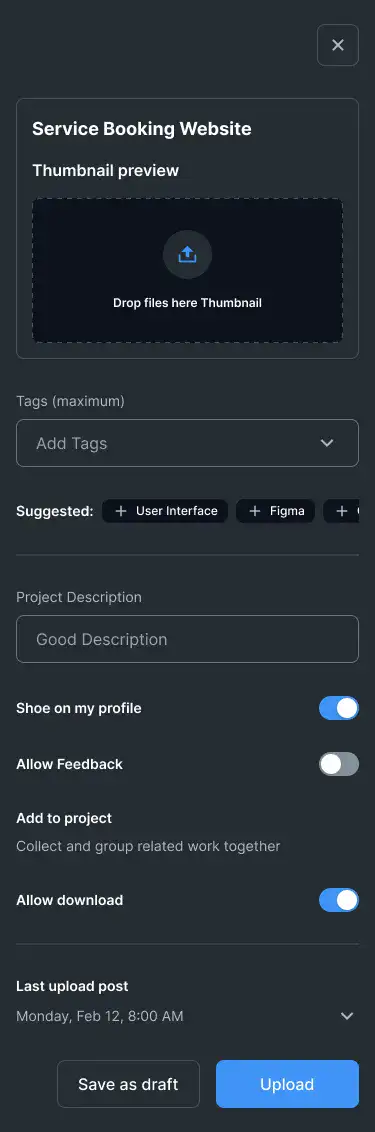 Service Booking Website
Thumbnail preview
Drop files here Thumbnail
Tags (maximum)
Add Tags
Suggested: + User Interface + Figma +
Project Description
Good Description
Shoe on my profile
Allow Feedback
Add to project
Collect and group related work together
Allow download
Last upload post
Monday, Feb 12, 8:00 AM
Save as draft Upload